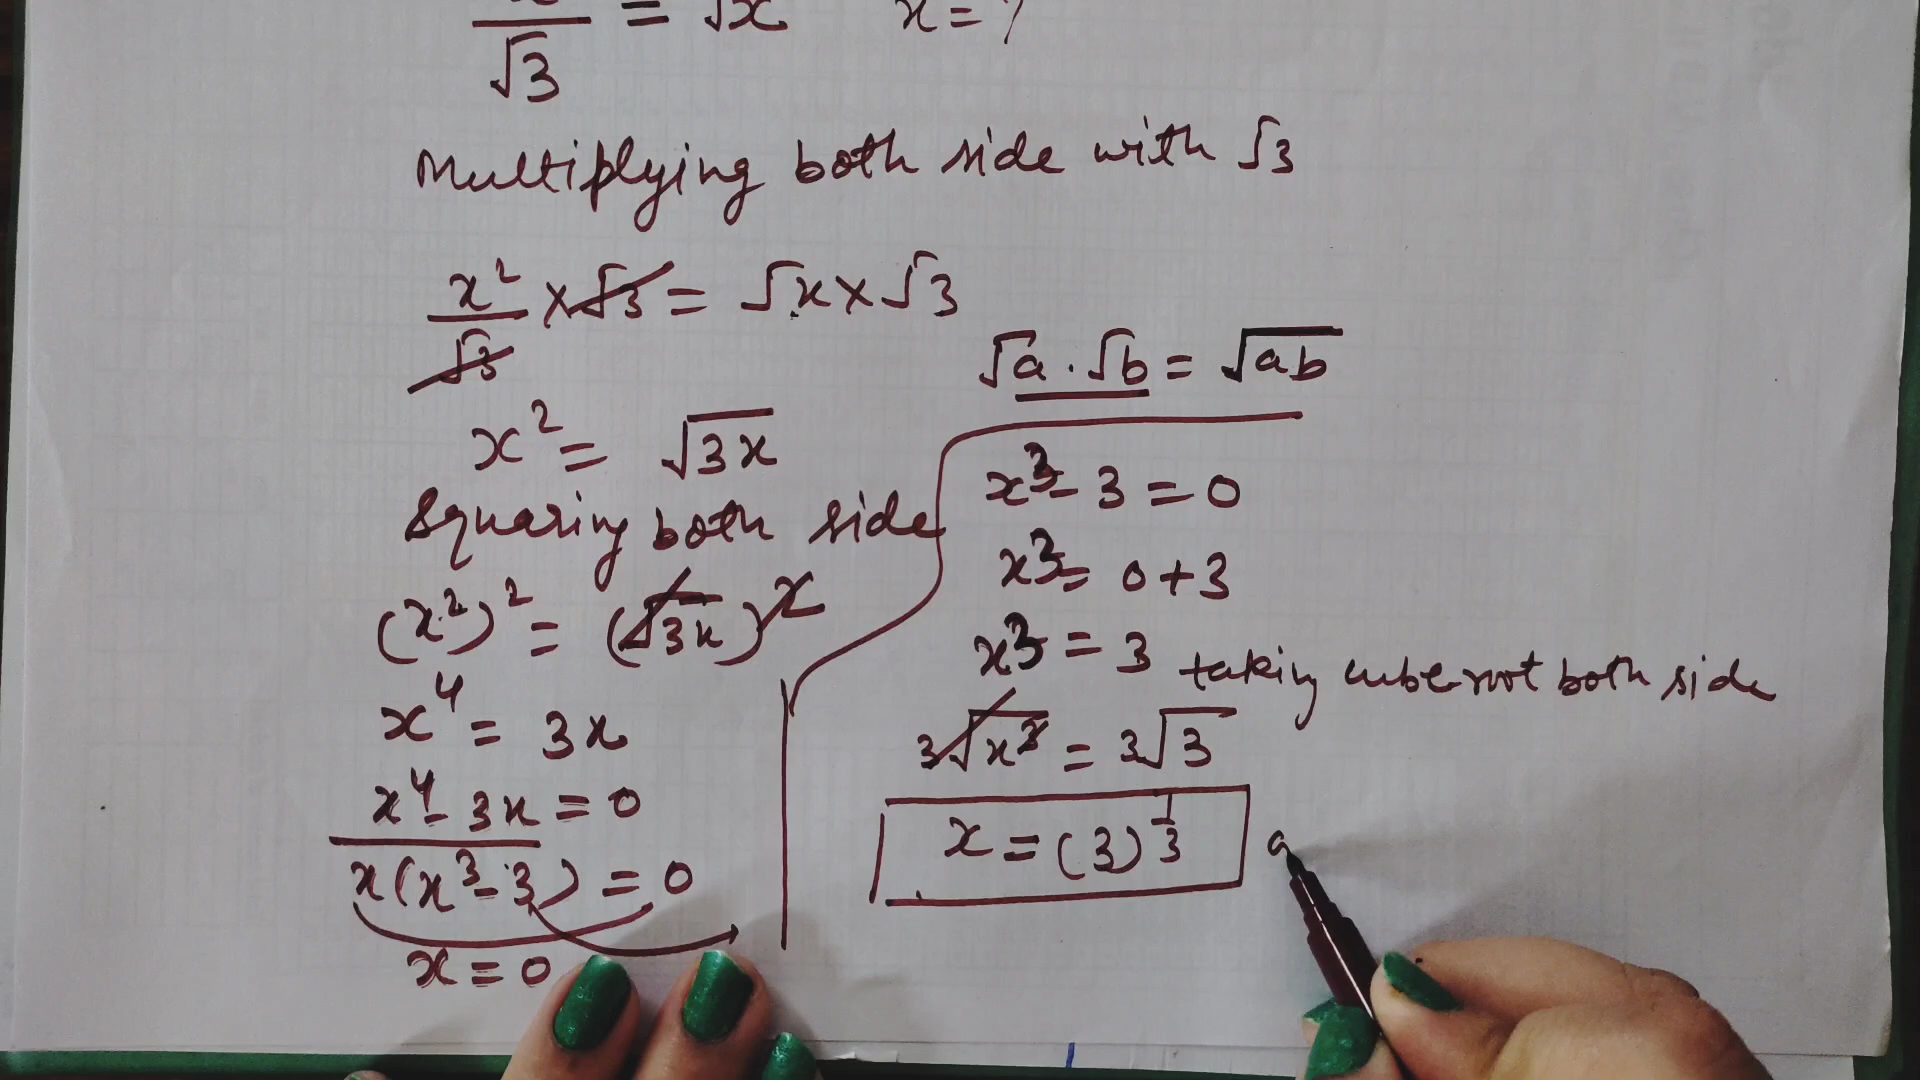 x²/√3 = √x x = ?
Multiplying both side with √3
x²/√3 × √3 = √x × √3
√a . √b = √ab
x² = √3x
Squaring both side
(x²)² = (√3x)²
x⁴ = 3x
x⁴ - 3x = 0
x(x³ - 3) = 0
x = 0
x³ - 3 = 0
x³ = 0 + 3
x³ = 3 taking cube root both side
3√x³ = 3√3
x = (3)^1/3